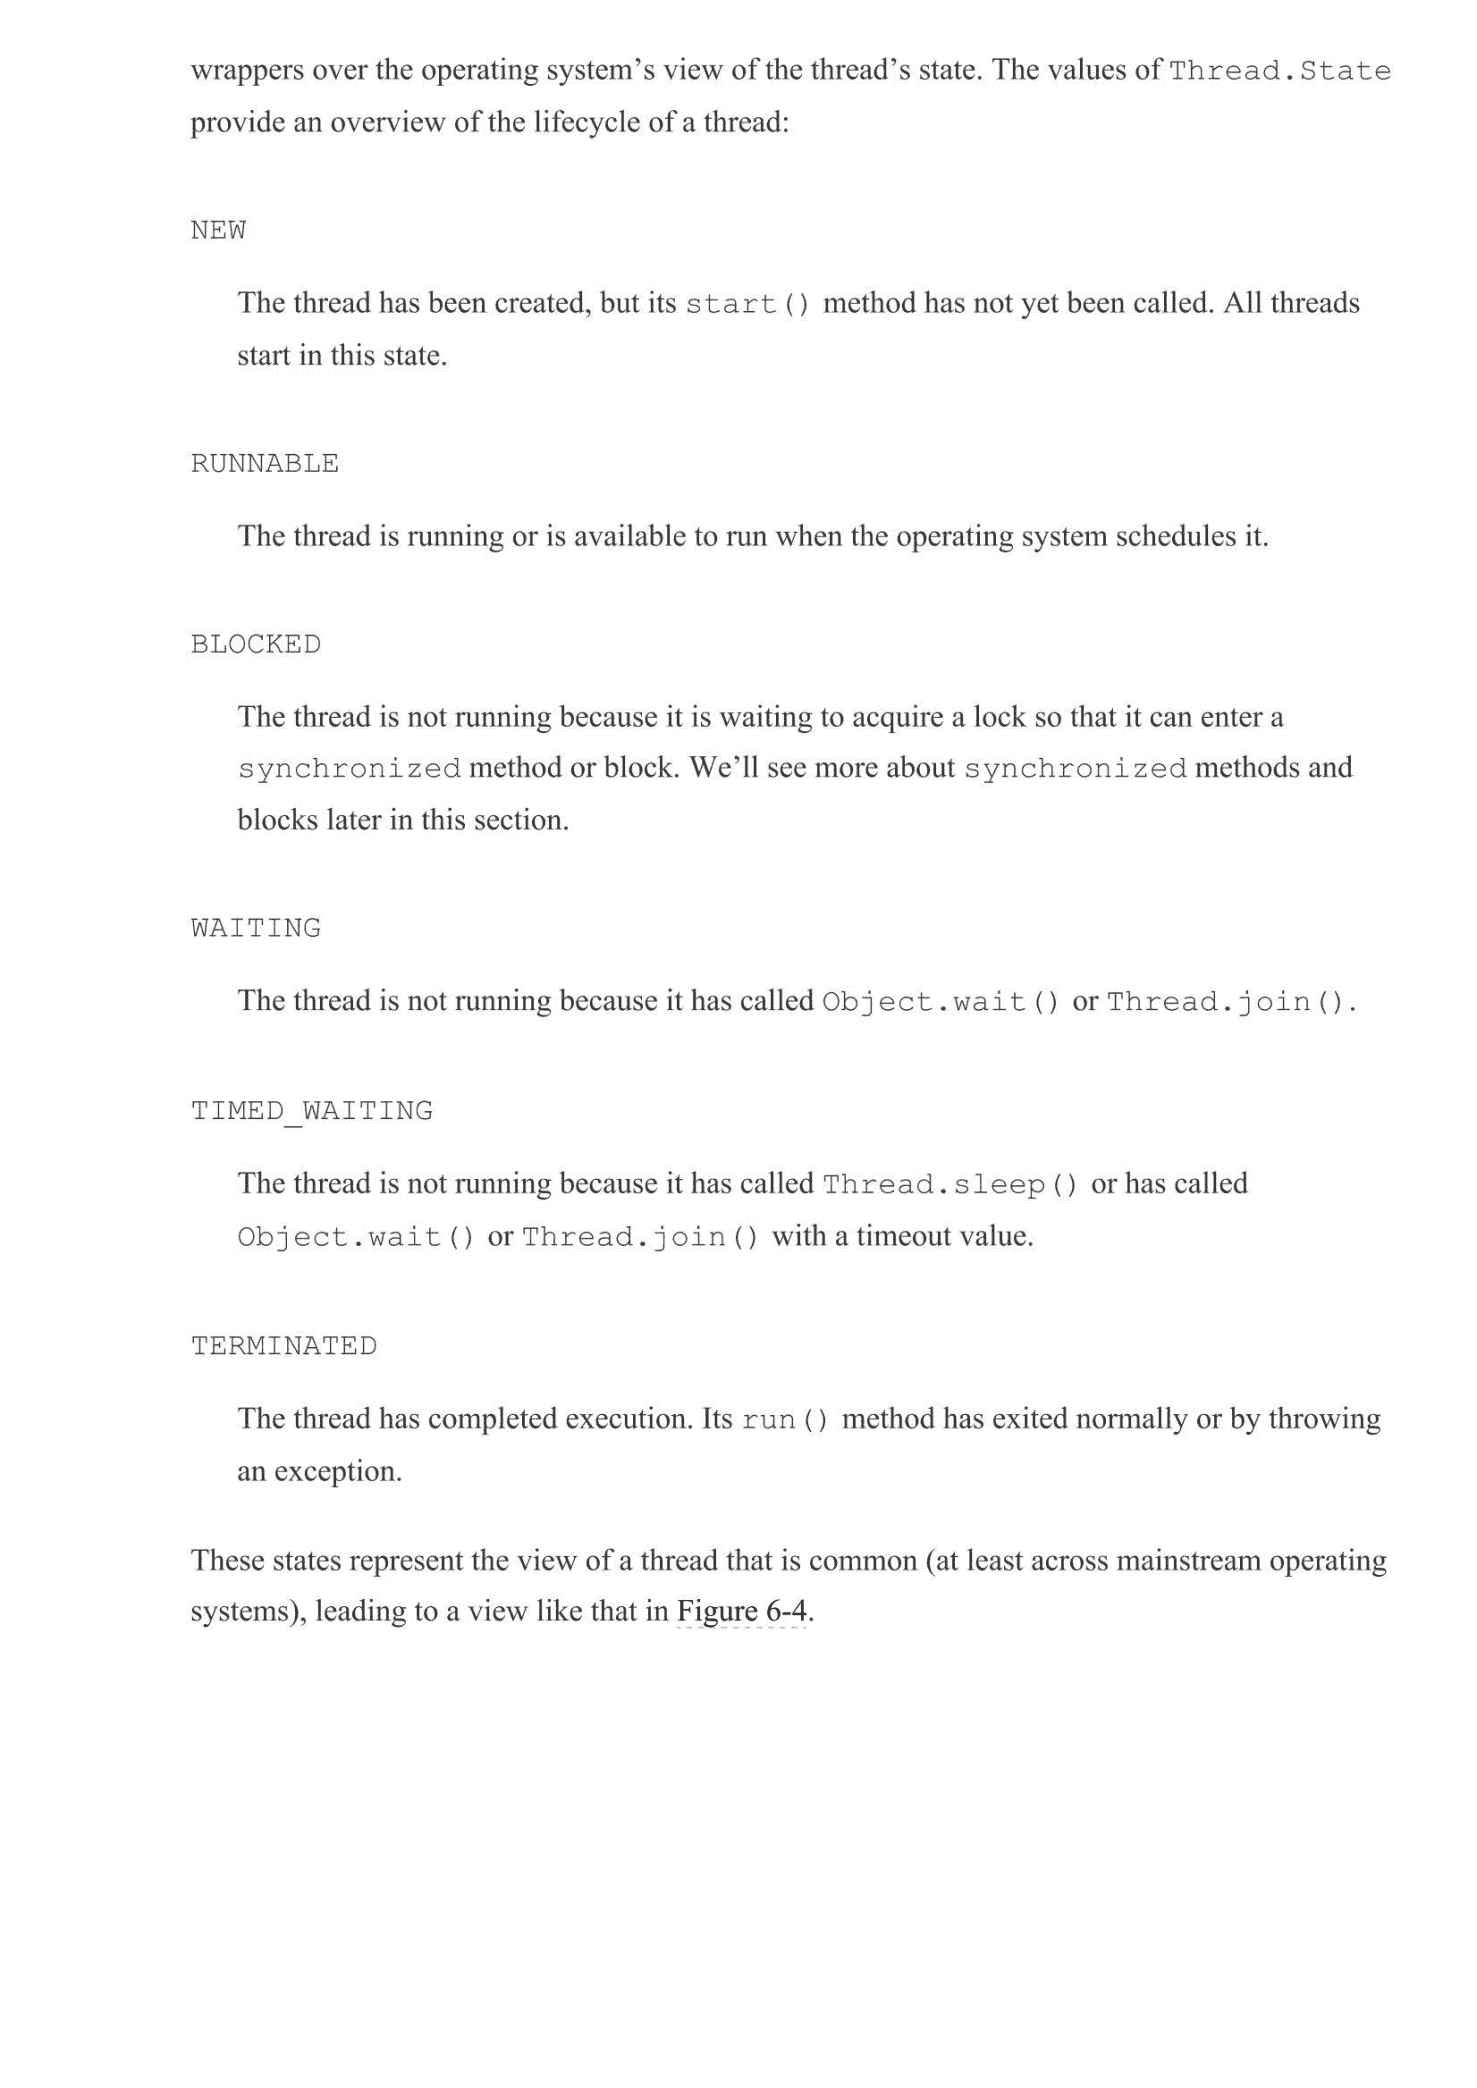 wrappers over the operating system’s view of the thread’s state. The values of Thread.State
provide an overview of the lifecycle of a thread:
NEW
The thread has been created, but its start() method has not yet been called. All threads
start in this state.
RUNNABLE
The thread is running or is available to run when the operating system schedules it.
BLOCKED
The thread is not running because it is waiting to acquire a lock so that it can enter a
synchronized method or block. We’ll see more about synchronized methods and
blocks later in this section.
WAITING
The thread is not running because it has called Object.wait() or Thread.join().
TIMED_WAITING
The thread is not running because it has called Thread.sleep() or has called
Object.wait() or Thread.join() with a timeout value.
TERMINATED
The thread has completed execution. Its run() method has exited normally or by throwing
an exception.
These states represent the view of a thread that is common (at least across mainstream operating
systems), leading to a view like that in Figure 6-4.